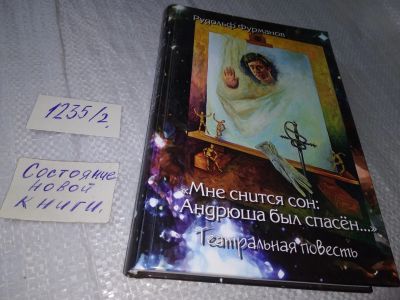 Рудольф Фурманов
«Мне снится сон:
Андрюша был спасён...»
Театральная повесть
1235/2.
Состояние
новой
книги.